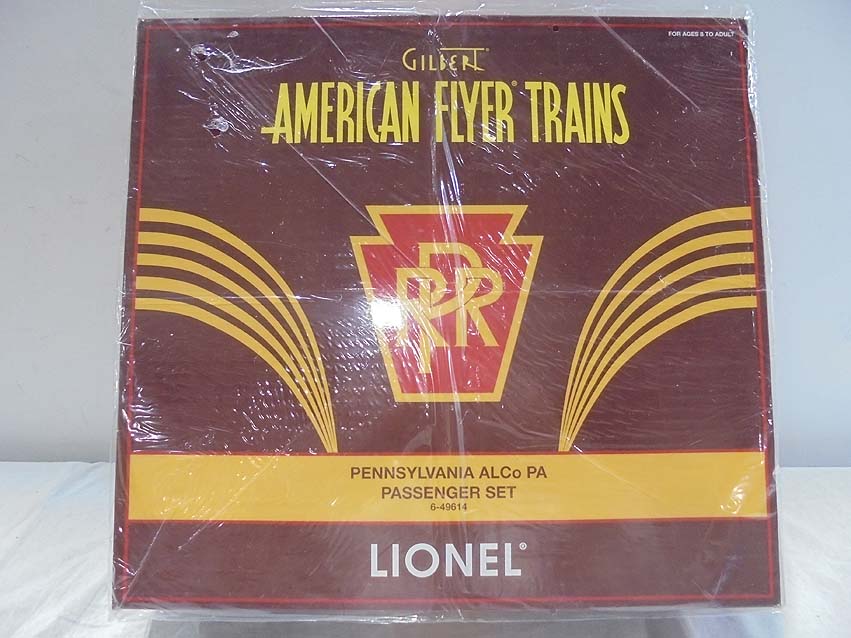 FOR AGES 8 TO ADULT
GILBERT®
AMERICAN FLYER® TRAINS
PRR
PENNSYLVANIA ALCo PA
PASSENGER SET
6-49614
LIONEL®